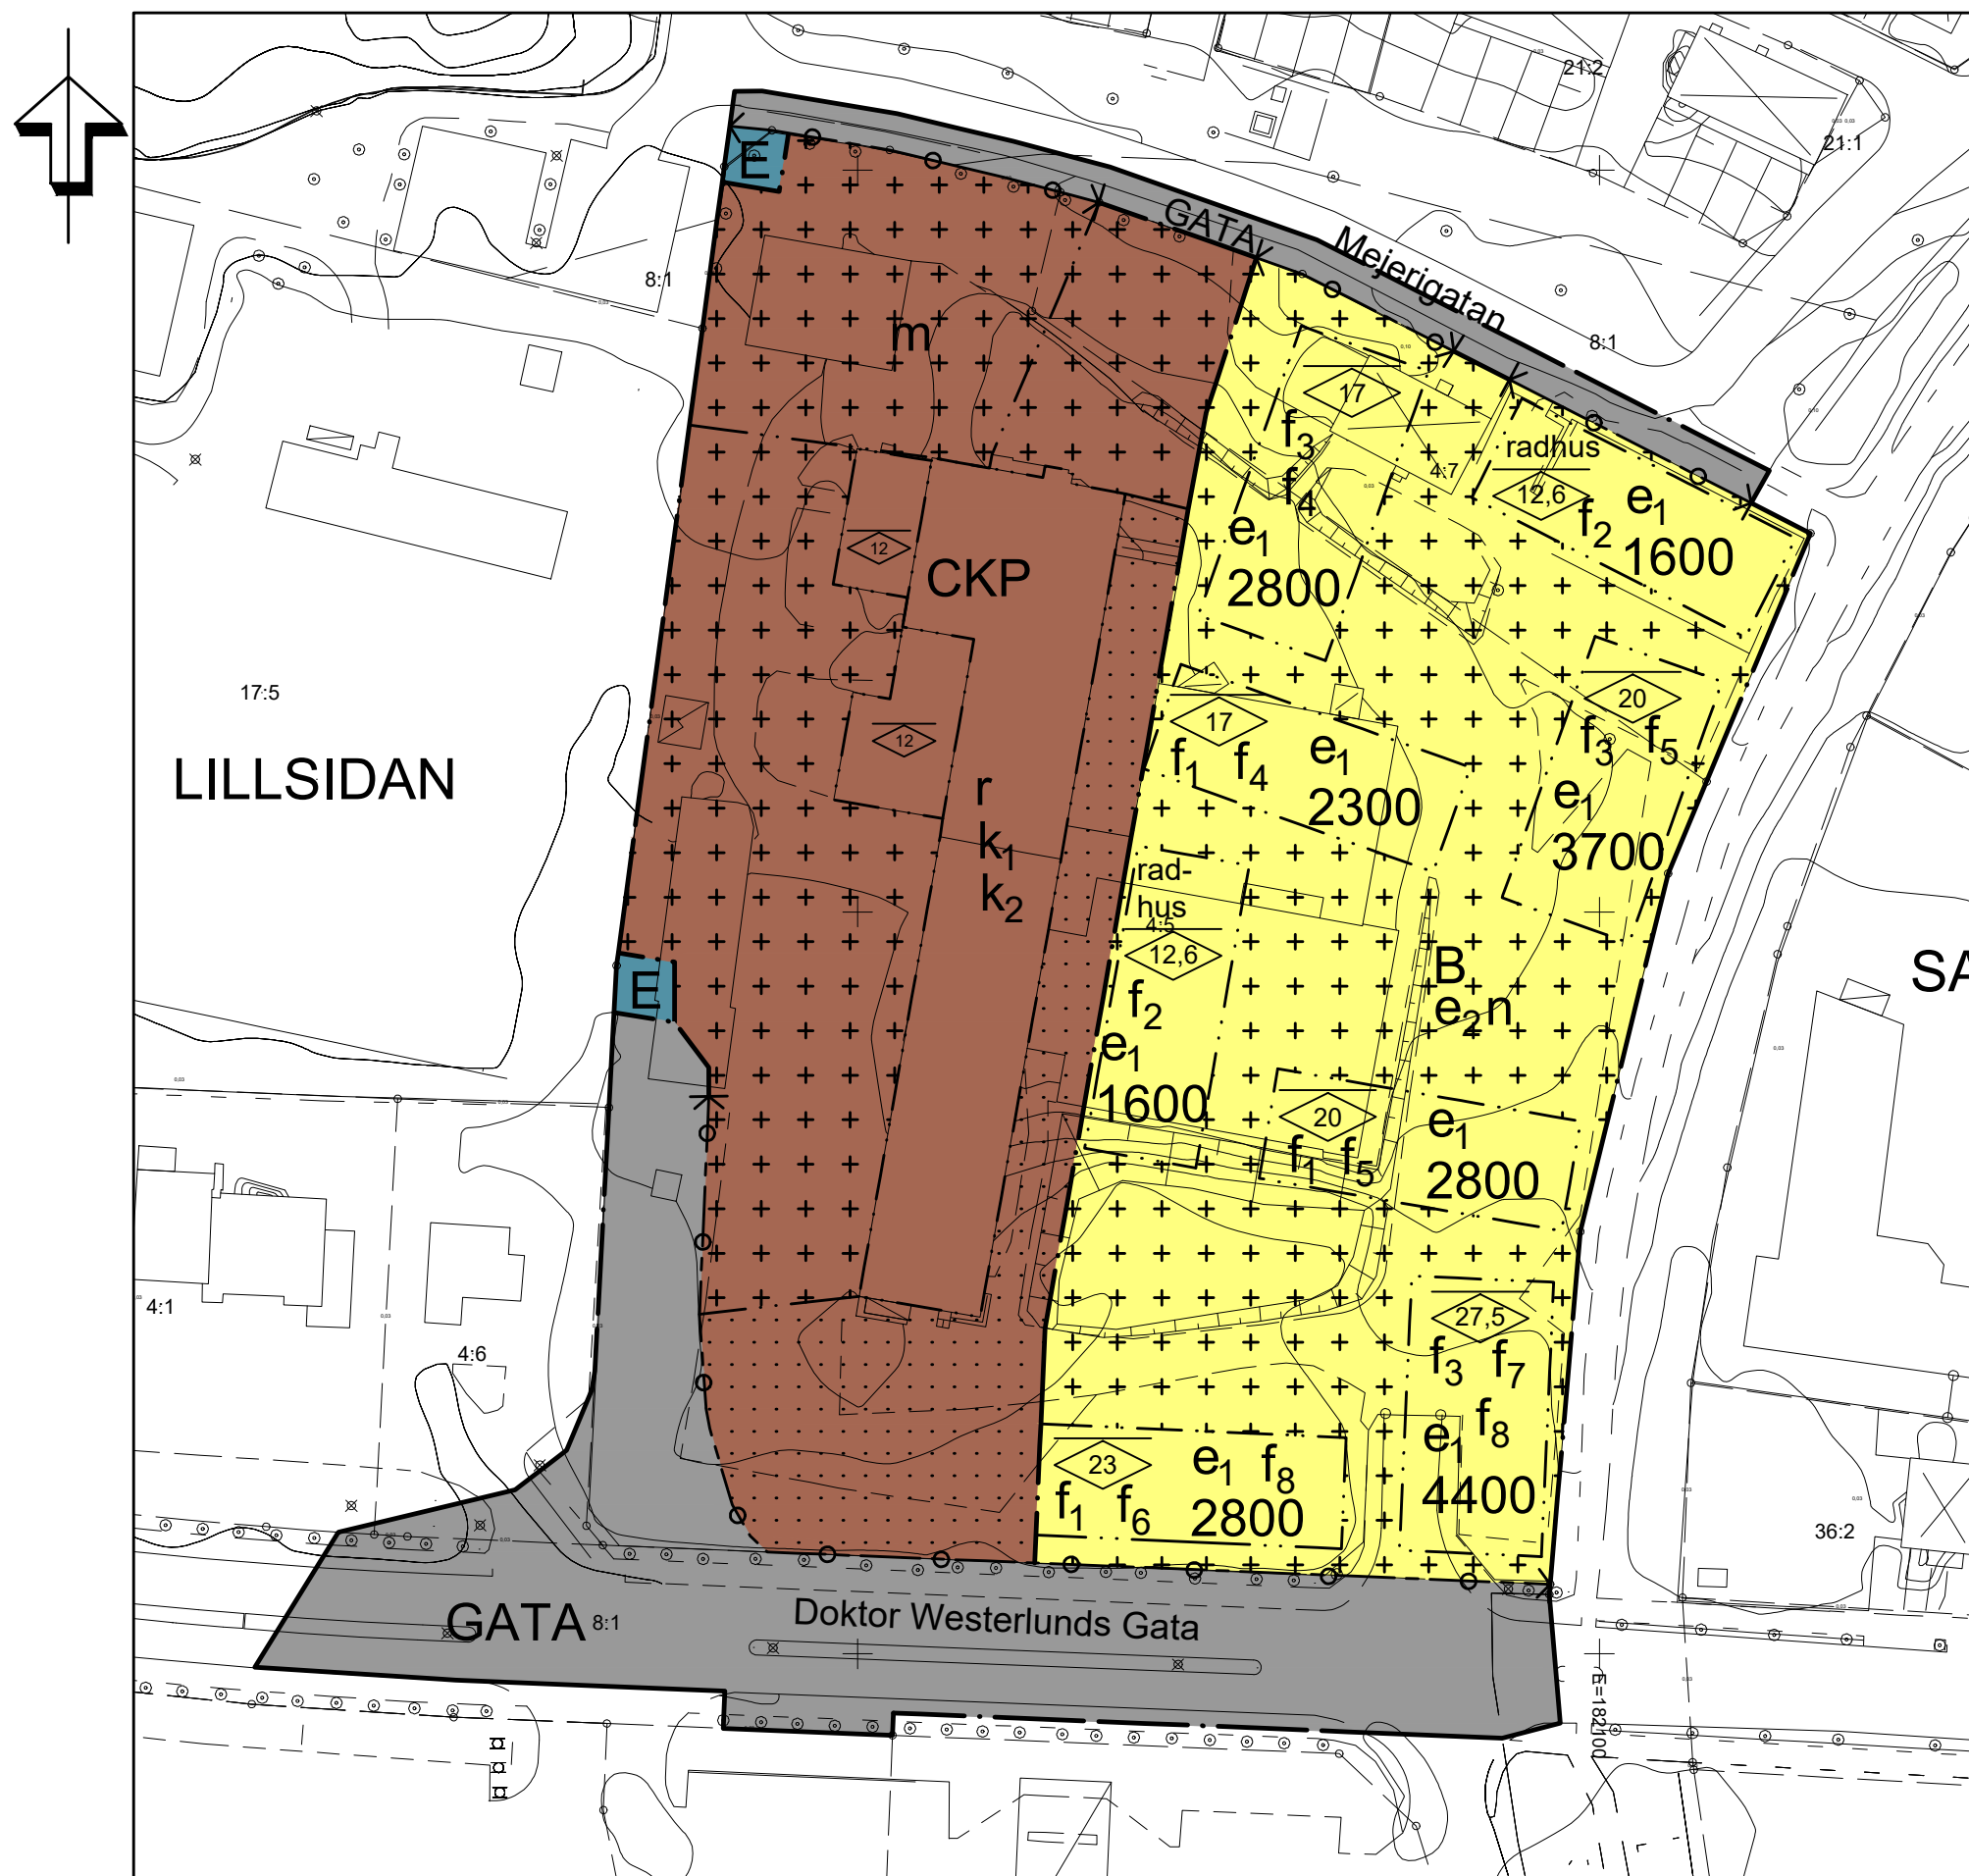 21:2
21:1
E
GATA
Mejerigatan
8:1
8:1
m
17
f3
f4
4:7
radhus
12,6
f2
e1
1600
e1
2800
12
CKP
17:5
LILLSIDAN
20
f3 f5
e1
3700
17
f1 f4
e1
2300
12
r
k1
k2
rad-
hus
4:5
12,6
f2
e1
1600
B
e2n
SA
E
20
f1 f5
e1
2800
4:1
4:6
27,5
f3 f7
f8
e1
4400
23
f1 f6
e1 f8
2800
36:2
GATA 8:1
Doktor Westerlunds Gata
E=182100